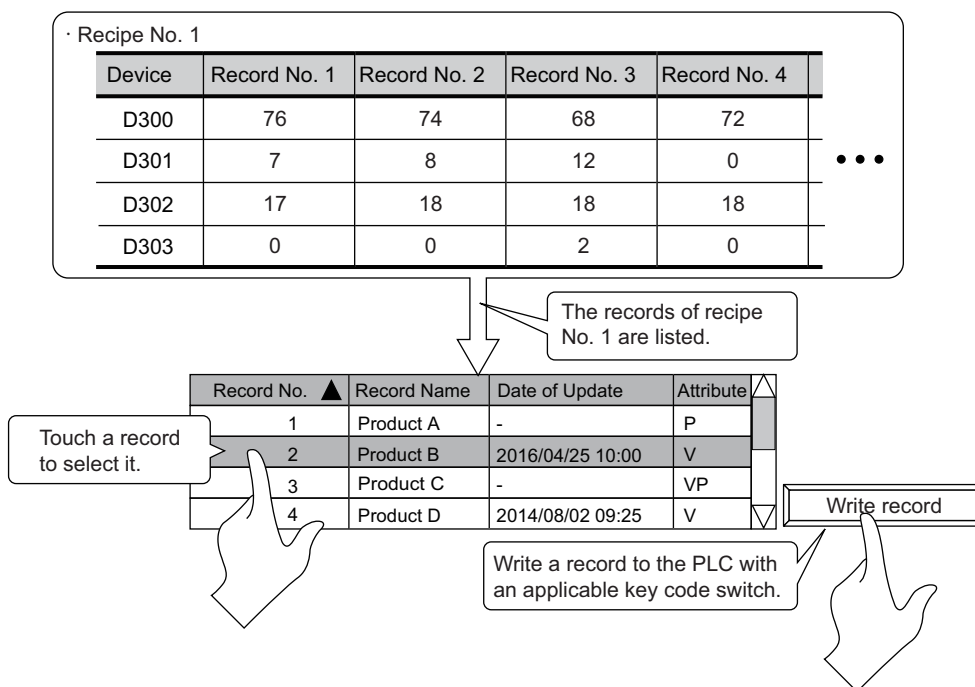 · Recipe No. 1
Device Record No. 1 Record No. 2 Record No. 3 Record No. 4
D300 76 74 68 72
D301 7 8 12 0
D302 17 18 18 18
D303 0 0 2 0
The records of recipe
No. 1 are listed.
Record No. ▲ Record Name Date of Update Attribute
1 Product A - P
2 Product B 2016/04/25 10:00 V
3 Product C - VP
4 Product D 2014/08/02 09:25 V
Touch a record
to select it.
Write record
Write a record to the PLC with
an applicable key code switch.